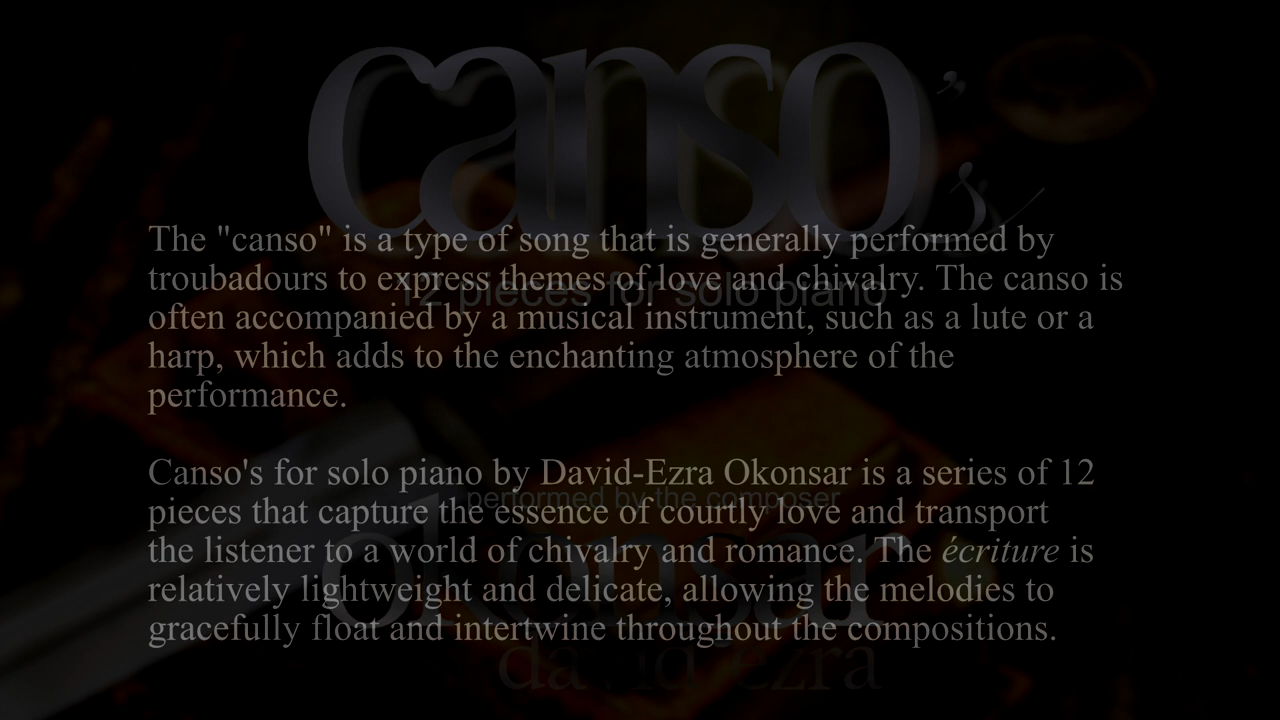 canso's
The "canso" is a type of song that is generally performed by
troubadours to express themes of love and chivalry. The canso is
12 pieces for solo piano
often accompanied by a musical instrument, such as a lute or a
harp, which adds to the enchanting atmosphere of the
performance.
Canso's for solo piano by David-Ezra Okonsar is a series of 12
performed by the composer
pieces that capture the essence of courtly love and transport
the listener to a world of chivalry and romance. The écriture is
okonsar
relatively lightweight and delicate, allowing the melodies to
gracefully float and intertwine throughout the compositions.
david ezra